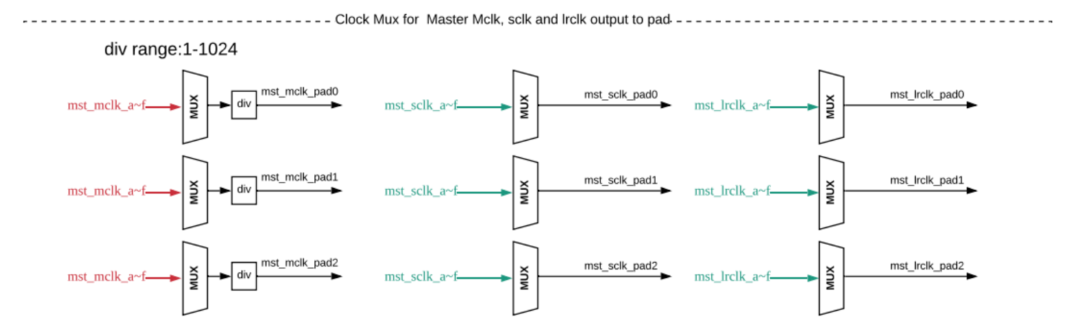 Clock Mux for Master Mclk, sclk and lrclk output to pad
div range:1-1024
mst_mclk_a~f MUX div mst_mclk_pad0 mst_sclk_a~f MUX mst_sclk_pad0 mst_lrclk_a~f MUX mst_lrclk_pad0
mst_mclk_a~f MUX div mst_mclk_pad1 mst_sclk_a~f MUX mst_sclk_pad1 mst_lrclk_a~f MUX mst_lrclk_pad1
mst_mclk_a~f MUX div mst_mclk_pad2 mst_sclk_a~f MUX mst_sclk_pad2 mst_lrclk_a~f MUX mst_lrclk_pad2